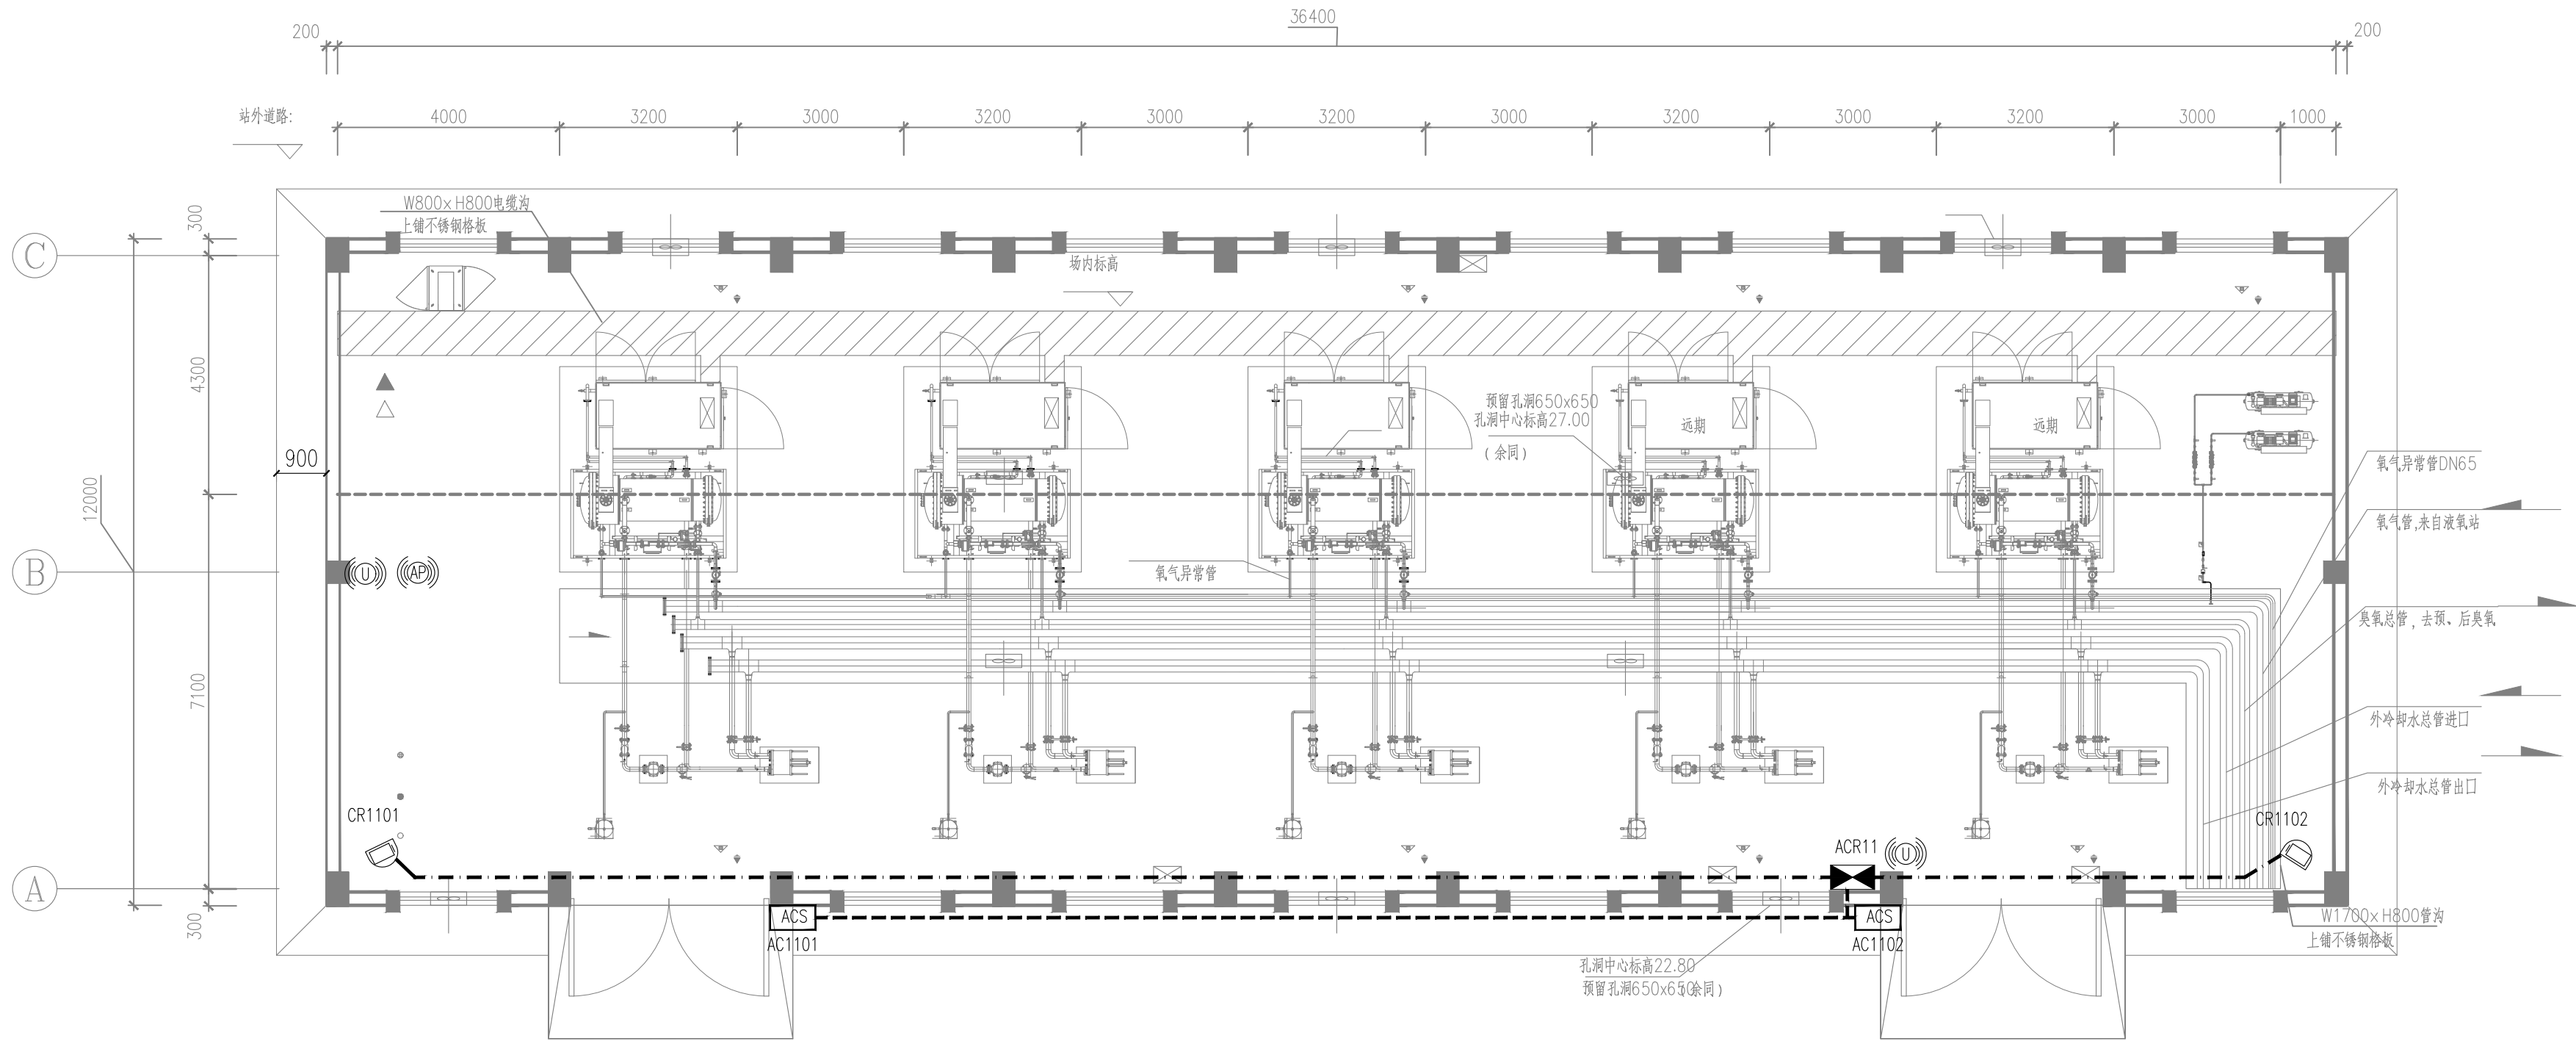 36400
200
200
站外道路:
4000
3200
3000
3200
3000
3200
3000
3200
3000
3200
3000
1000
W800×H800电缆沟
上铺不锈钢格板
300
C
场内标高
4300
预留孔洞650x650
孔洞中心标高27.00
(余同)
远期
远期
900
氧气异常管DN65
12000
氧气管,来自液氧站
B
U
AP
氧气异常管
臭氧总管,去预、后臭氧
7100
外冷却水总管进口
外冷却水总管出口
CR1101
CR1102
ACR11
U
A
300
ACS
AC1101
ACS
AC1102
W1700×H800管沟
上铺不锈钢格板
孔洞中心标高22.80
预留孔洞650x650(余同)